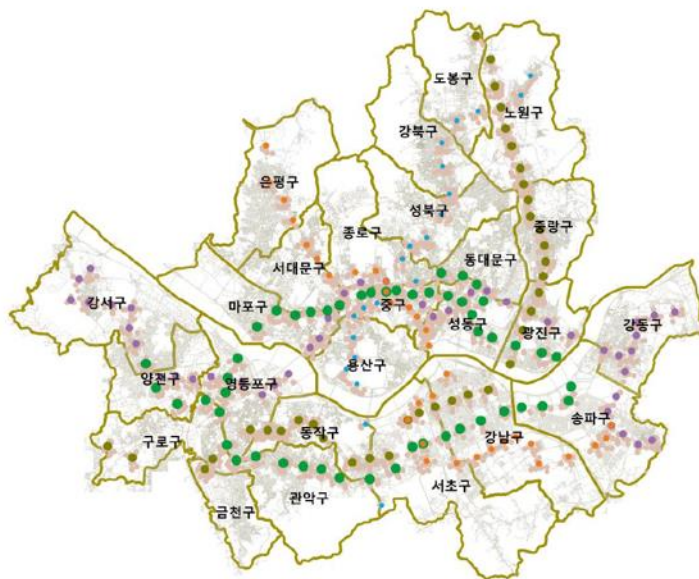 도봉구
노원구
강북구
은평구
성북구
종로구
중랑구
서대문구
동대문구
강서구
마포구
중구
성동구
광진구
강동구
용산구
양천구
영등포구
송파구
동작구
강남구
구로구
관악구
서초구
금천구